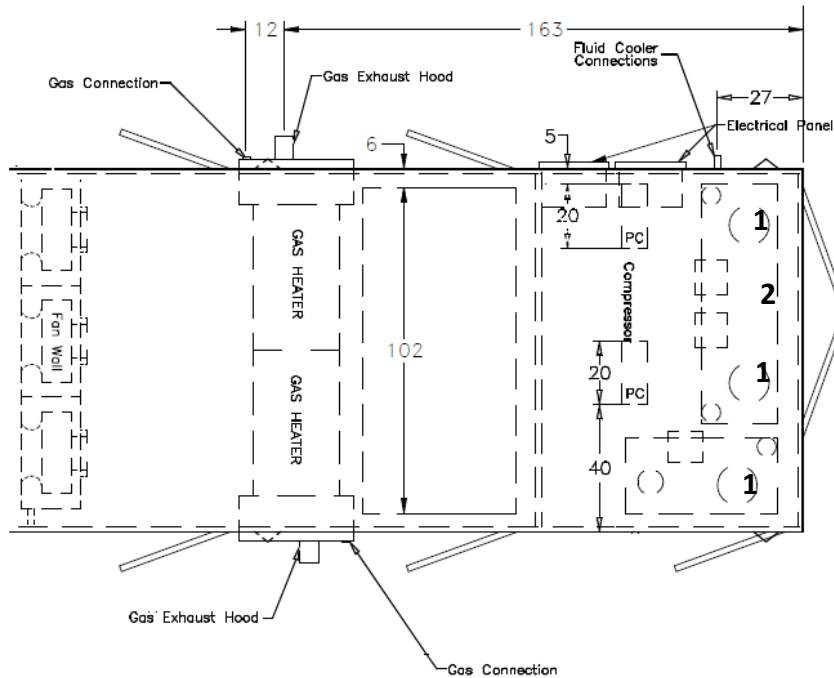 12
163
Fluid Cooler
Connections
Gas Exhaust Hood
Gas Connection
27
Electrical Panel
6
5
20
PC
1
GAS HEATER
Compressor
2
Fan Wall
102
20
PC
1
GAS HEATER
40
1
Gas Exhaust Hood
Gas Connection